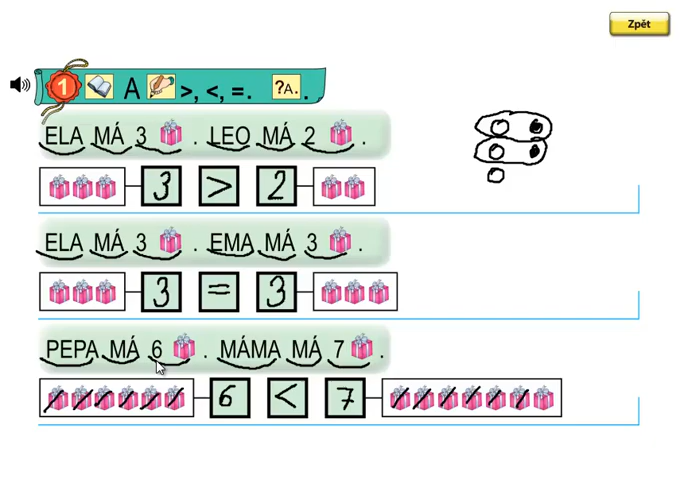 Zpět
1 A >, <, =. ?A. .
ELA MÁ 3 . LEO MÁ 2 .
3 > 2
ELA MÁ 3 . EMA MÁ 3 .
3 = 3
PEPA MÁ 6 . MÁMA MÁ 7 .
6 < 7